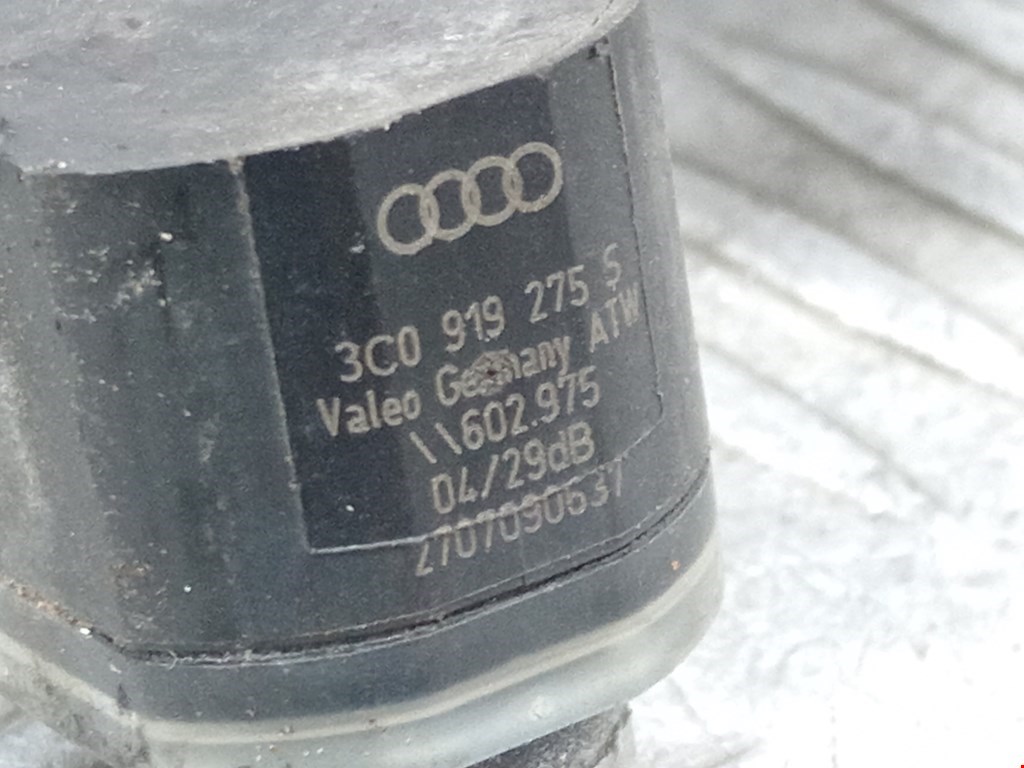 3C0 919 275 S
Valeo Germany ATW
\\602.975
04/29dB
2707090637